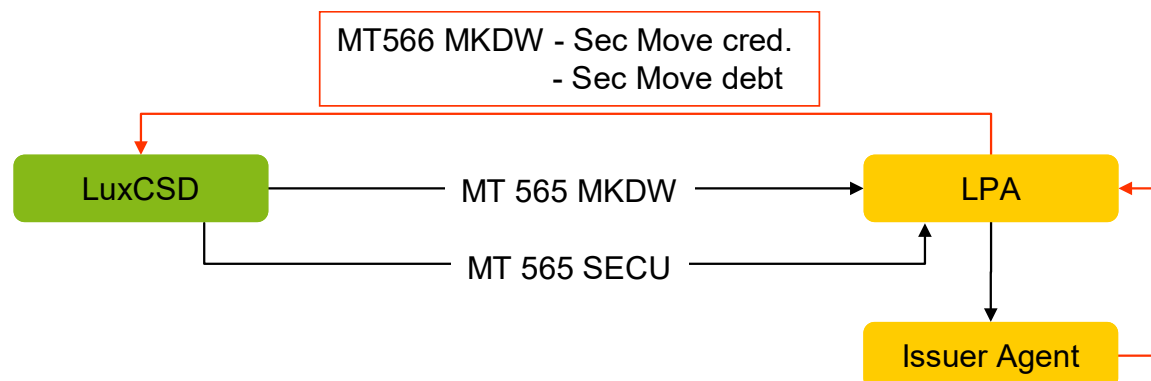 MT566 MKDW - Sec Move cred.
- Sec Move debt
LuxCSD
MT 565 MKDW
LPA
MT 565 SECU
Issuer Agent